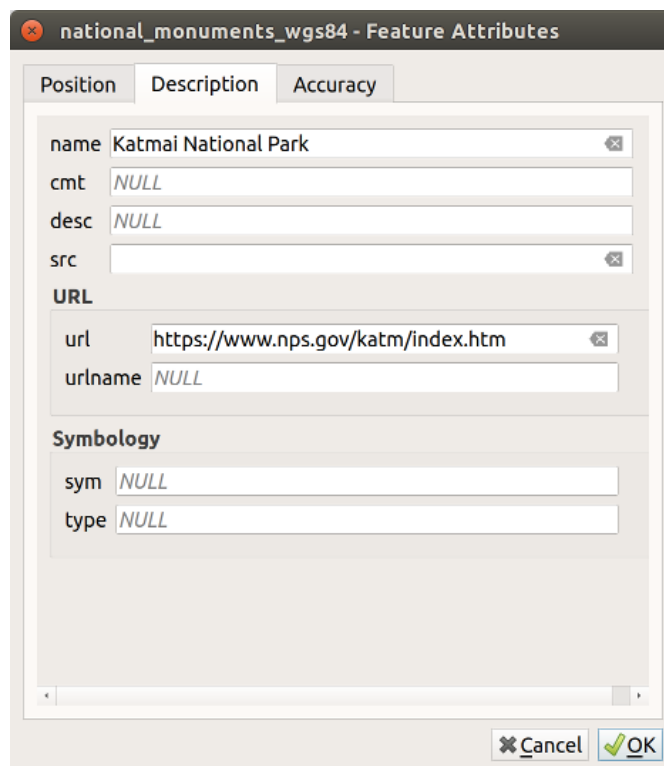 national_monuments_wgs84 - Feature Attributes
Position Description Accuracy
name Katmai National Park
cmt NULL
desc NULL
src
URL
url https://www.nps.gov/katm/index.htm
urlname NULL
Symbology
sym NULL
type NULL
Cancel OK